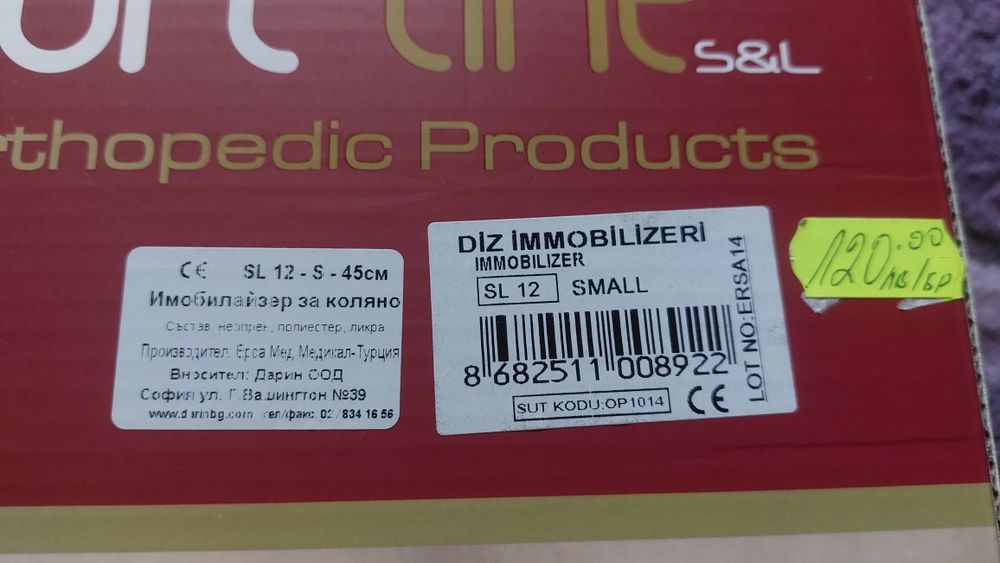 S&L
rthopedic Products
CE SL 12 - S - 45см
Имобилайзер за коляно
Състав: неопрен, полиестер, ликра
Производител: Ерса Мед, Медикал-Турция
Вносител: Дарин ООД
София ул. Г.Вашингтон №39
www.darinbg.com тел/факс: 02/ 834 16 56
DİZ İMMOBİLİZERİ
IMMOBILIZER
SL 12 SMALL
8 682511 008922
SUT KODU:OP1014 CE
LOT NO:ERSA14
120.00
лв/бр